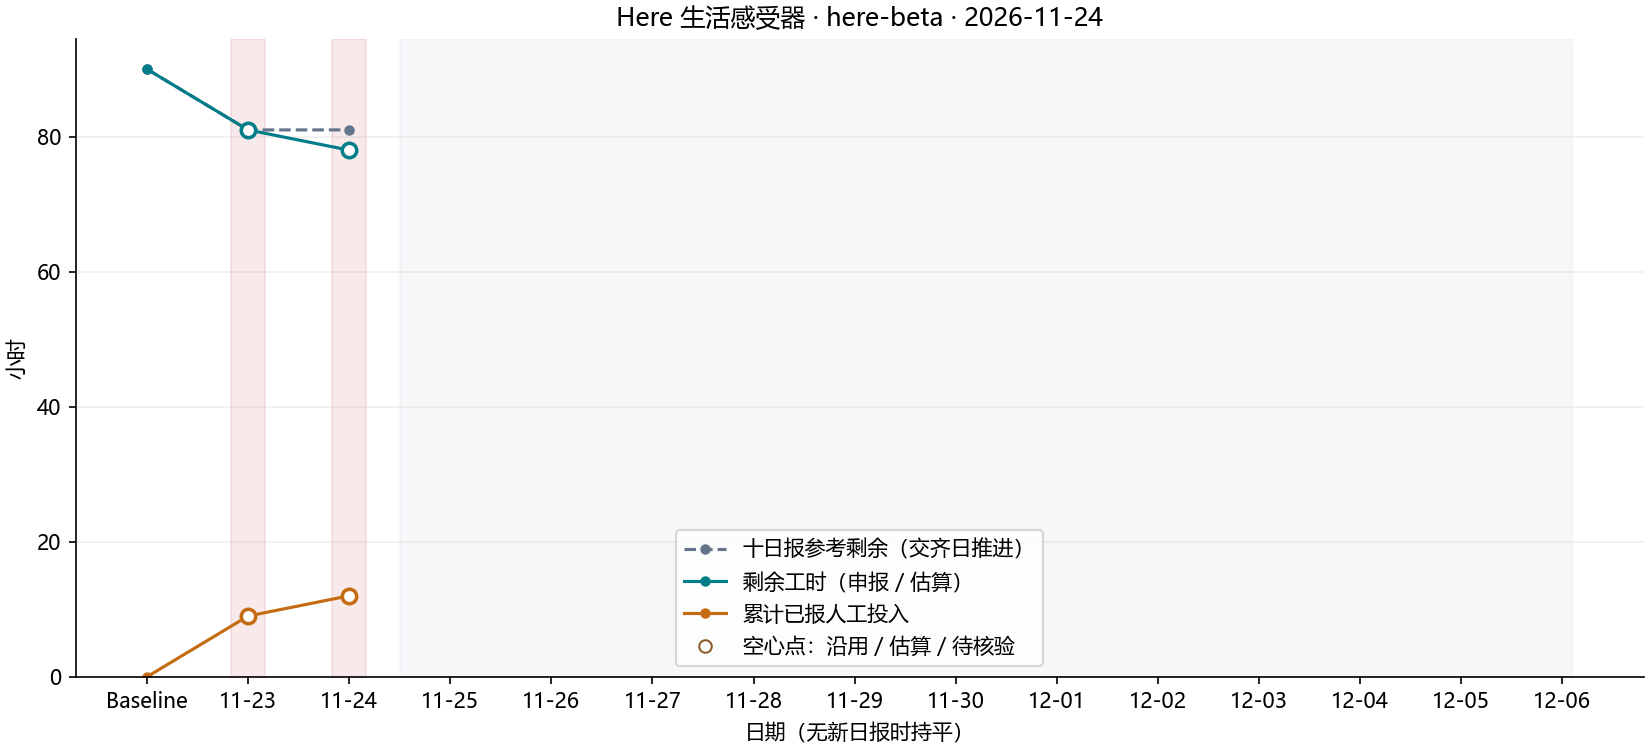 Here 生活感受器 · here-beta · 2026-11-24
小时
80
60
40
20
0
十日报参考剩余（交齐日推进）
剩余工时（申报 / 估算）
累计已报人工投入
空心点：沿用 / 估算 / 待核验
Baseline 11-23 11-24 11-25 11-26 11-27 11-28 11-29 11-30 12-01 12-02 12-03 12-04 12-05 12-06
日期（无新日报时持平）